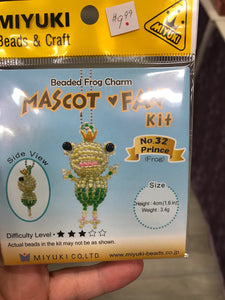 MIYUKI
Beads & Craft
#9.99
MIYUKI
Beaded Frog Charm
MASCOT ♥ FAN
Kit
No.32
Prince
(Frog)
Side View
Size
Height : 4cm(1.6in)
Weight : 3.4g
Difficulty Level • ★★★☆☆
Actual beads in the kit may not be as shown.
MIYUKI CO,.LTD.
www.miyuki-beads.co.jp